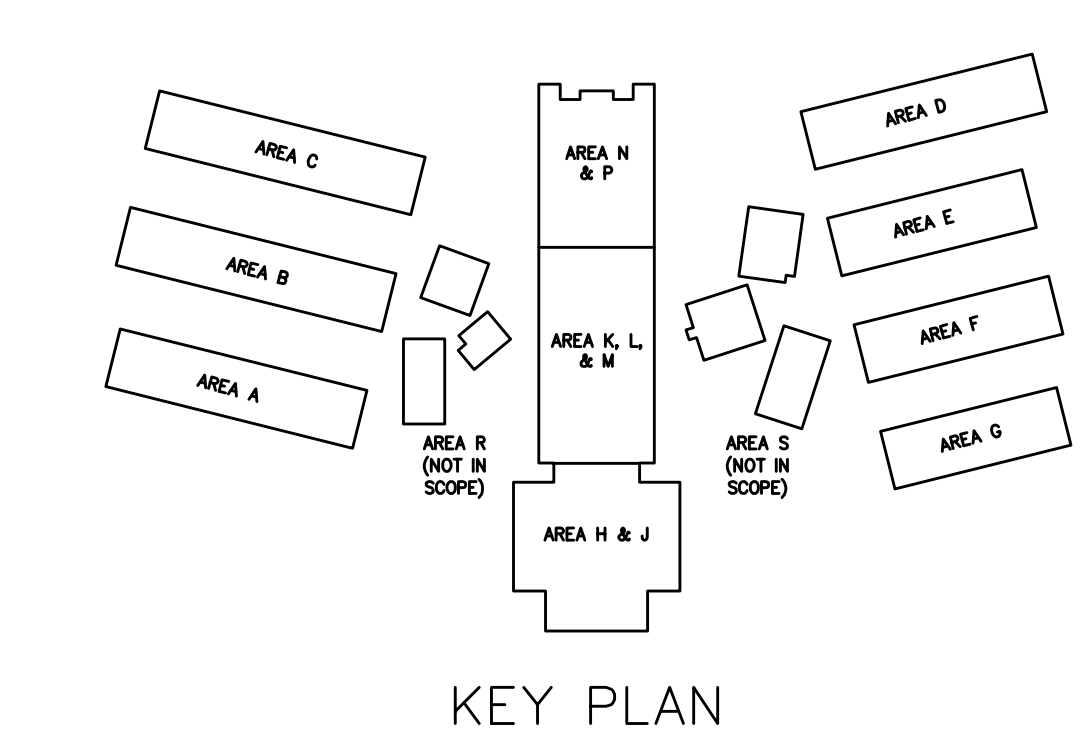 AREA C
AREA B
AREA A
AREA R
(NOT IN
SCOPE)
AREA N
& P
AREA K, L,
& M
AREA H & J
AREA S
(NOT IN
SCOPE)
AREA D
AREA E
AREA F
AREA G
KEY PLAN